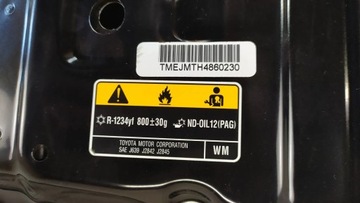 TMEJMTH4860230
R-1234yf 800±30g ND-OIL12(PAG)
TOYOTA MOTOR CORPORATION
SAE J639 J2842 J2845
WM